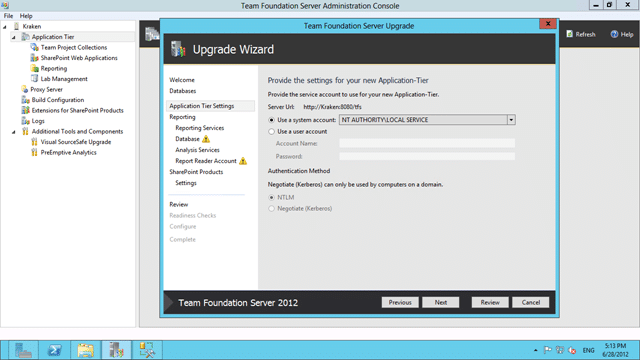 Team Foundation Server Administration Console
File Help
Kraken
Application Tier
Team Project Collections
SharePoint Web Applications
Reporting
Lab Management
Proxy Server
Build Configuration
Extensions for SharePoint Products
Logs
Additional Tools and Components
Visual SourceSafe Upgrade
PreEmptive Analytics
Refresh
Help
Team Foundation Server Upgrade
Upgrade Wizard
Welcome
Databases
Application Tier Settings
Reporting
Reporting Services
Database
Analysis Services
Report Reader Account
SharePoint Products
Settings
Review
Readiness Checks
Configure
Complete
Provide the settings for your new Application-Tier
Provide the service account to use for your new Application-Tier.
Server Url: http://Kraken:8080/tfs
Use a system account: NT AUTHORITY\LOCAL SERVICE
Use a user account
Account Name:
Password:
Authentication Method
Negotiate (Kerberos) can only be used by computers on a domain.
NTLM
Negotiate (Kerberos)
Team Foundation Server 2012
Previous
Next
Review
Cancel
ENG
5:13 PM
6/28/2012